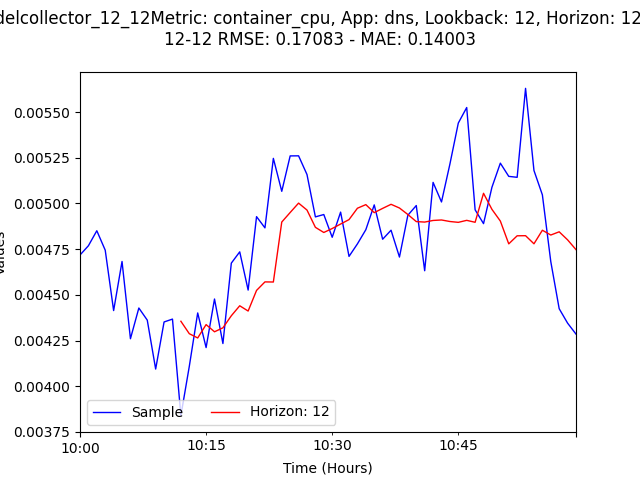 delcollector_12_12Metric: container_cpu, App: dns, Lookback: 12, Horizon: 12
12-12 RMSE: 0.17083 - MAE: 0.14003
0.00550
0.00525
0.00500
0.00475
0.00450
0.00425
0.00400
0.00375
Values
Sample
Horizon: 12
10:00
10:15
10:30
10:45
Time (Hours)